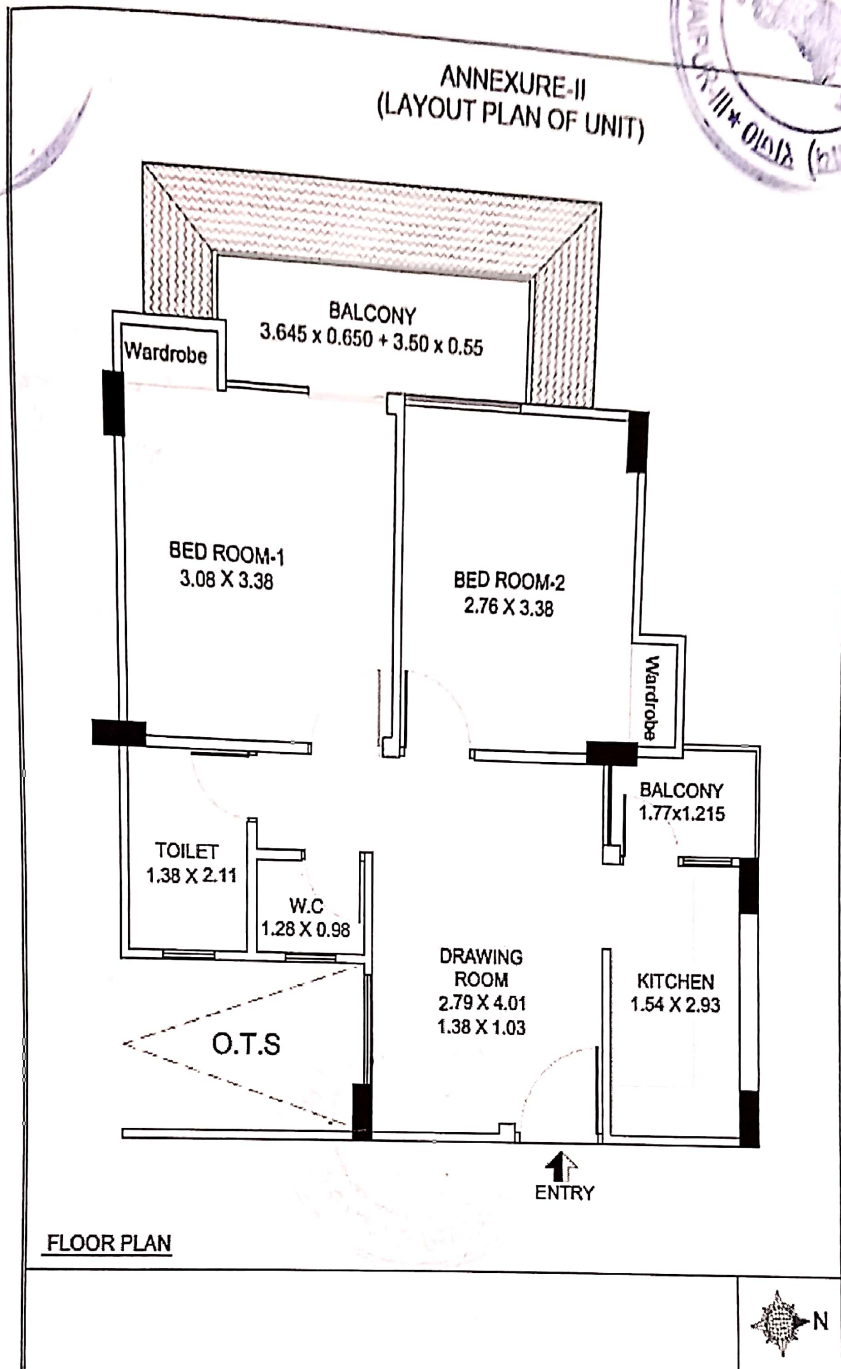 ANNEXURE-II
(LAYOUT PLAN OF UNIT)
BALCONY
3.645 x 0.650 + 3.50 x 0.55
Wardrobe
BED ROOM-1
3.08 X 3.38
BED ROOM-2
2.76 X 3.38
Wardrobe
BALCONY
1.77x1.215
TOILET
1.38 X 2.11
W.C
1.28 X 0.98
DRAWING
ROOM
2.79 X 4.01
1.38 X 1.03
KITCHEN
1.54 X 2.93
O.T.S
ENTRY
FLOOR PLAN
N